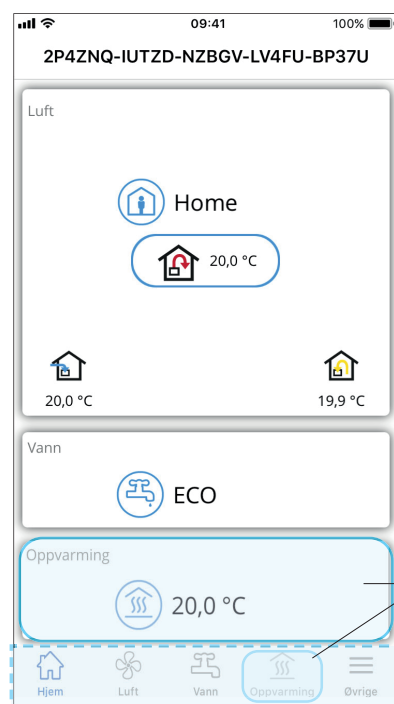 09:41
100%
2P4ZNQ-IUTZD-NZBGV-LV4FU-BP37U
Luft
Home
20,0 °C
20,0 °C
19,9 °C
Vann
ECO
Oppvarming
20,0 °C
Hjem Luft Vann Oppvarming Øvrige